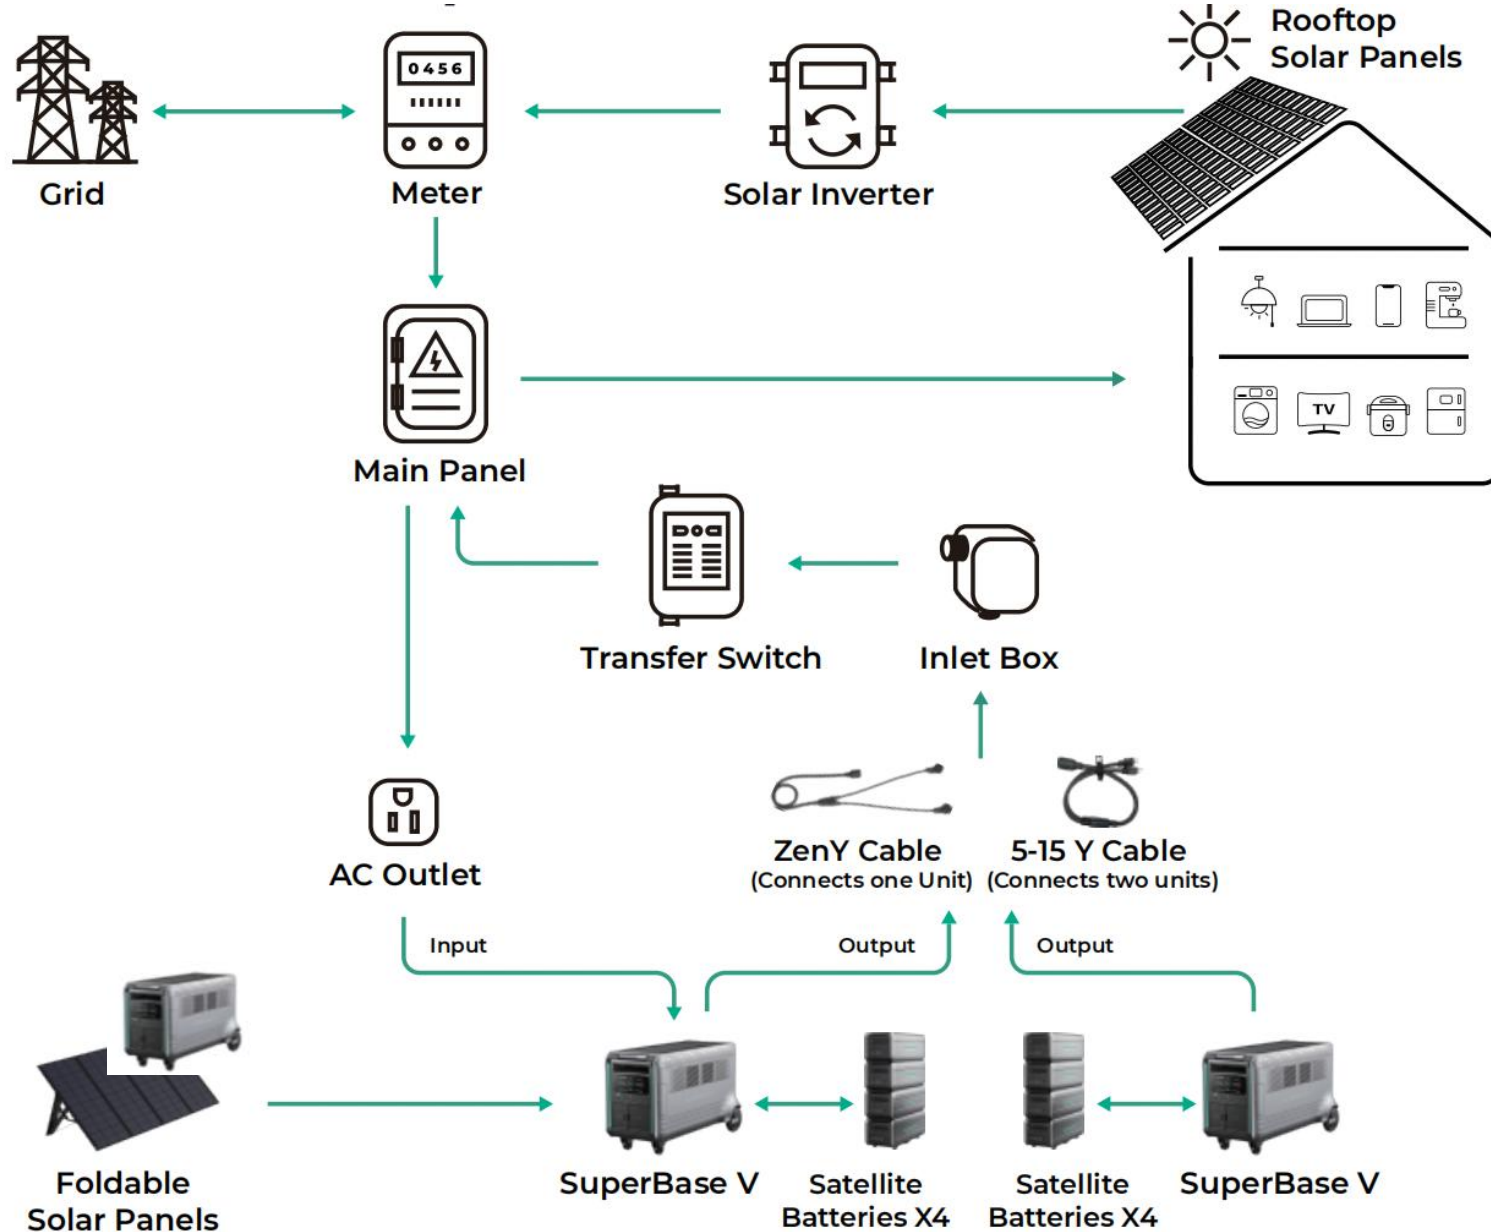 Rooftop
Solar Panels
0456
Grid
Meter
Solar Inverter
TV
Main Panel
Transfer Switch
Inlet Box
AC Outlet
ZenY Cable
(Connects one Unit)
5-15 Y Cable
(Connects two units)
Input
Output
Output
Foldable
Solar Panels
SuperBase V
Satellite
Batteries X4
Satellite
Batteries X4
SuperBase V